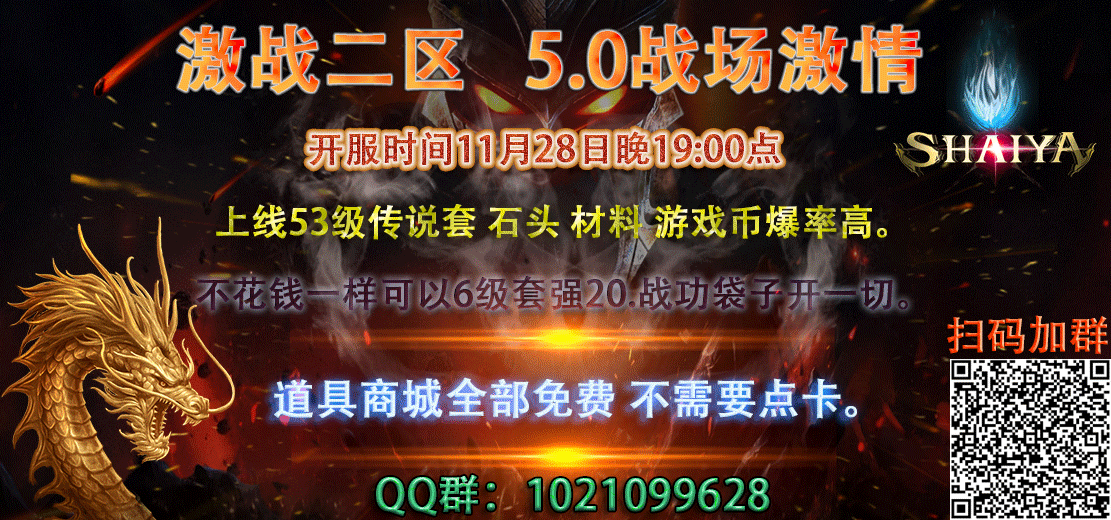 激战二区 5.0战场激情
SHAIYA
开服时间11月28日晚19:00点
上线53级传说套 石头 材料 游戏币爆率高。
不花钱一样可以6级套强20.战功袋子开一切。
扫码加群
道具商城全部免费 不需要点卡。
QQ群：1021099628